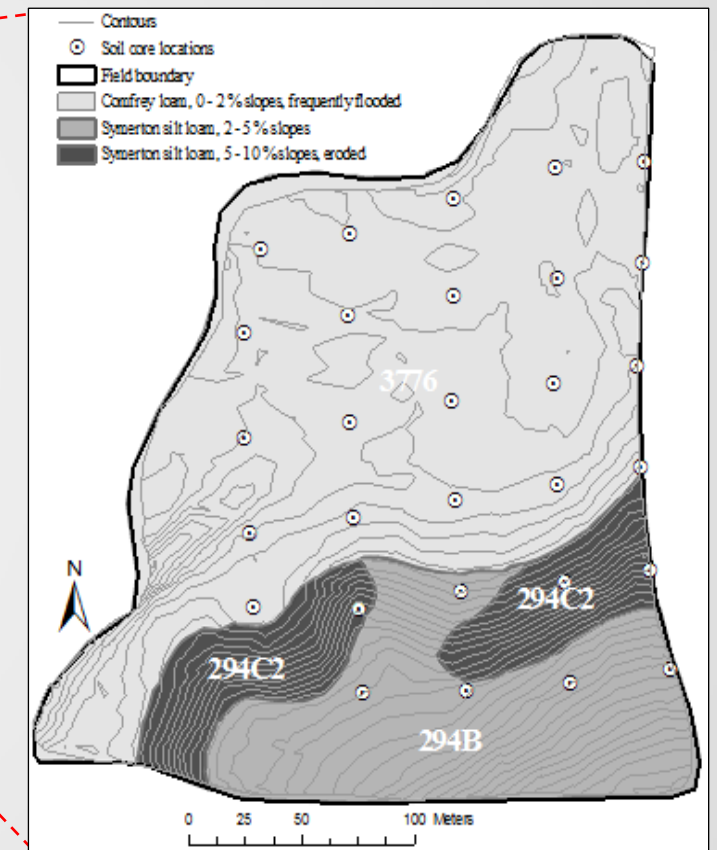 Contours
Soil core locations
Field boundary
Comfrey loam, 0 - 2 % slopes, frequently flooded
Symerton silt loam, 2 - 5 % slopes
Symerton silt loam, 5 - 10 % slopes, eroded
3776
N
294C2
294C2
294B
0 25 50 100 Meters